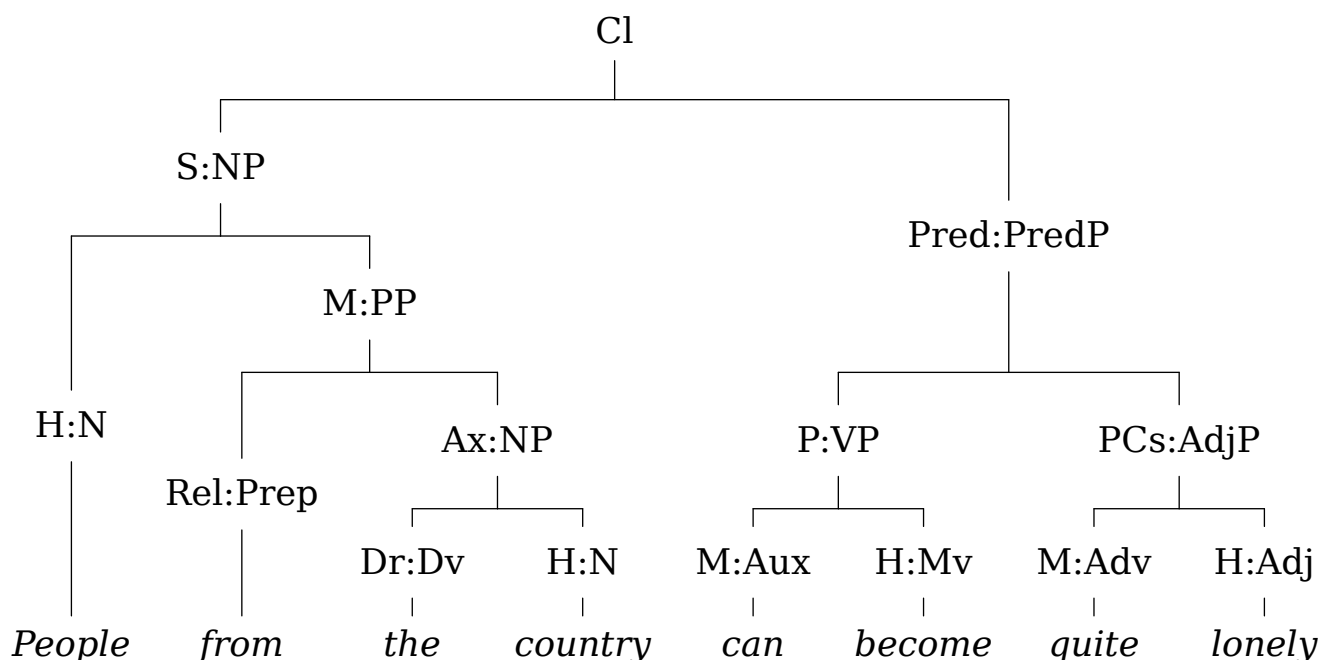 Cl
S:NP
Pred:PredP
M:PP
H:N Ax:NP P:VP PCs:AdjP
Rel:Prep
Dr:Dv H:N M:Aux H:Mv M:Adv H:Adj
People from the country can become quite lonely